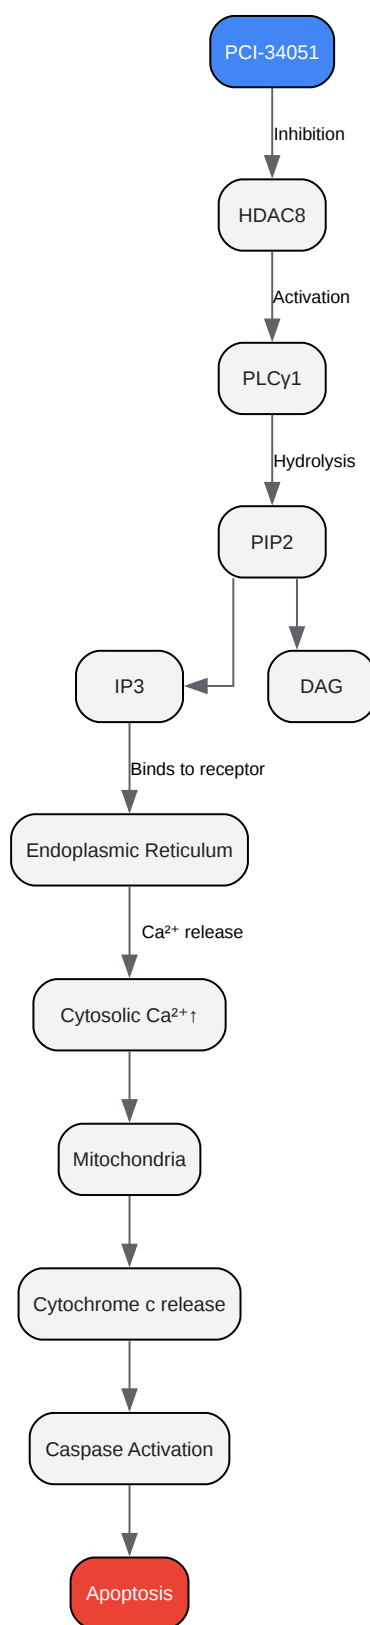 PCI-34051
Inhibition
HDAC8
Activation
PLCγ1
Hydrolysis
PIP2
IP3
DAG
Binds to receptor
Endoplasmic Reticulum
Ca²⁺ release
Cytosolic Ca²⁺↑
Mitochondria
Cytochrome c release
Caspase Activation
Apoptosis